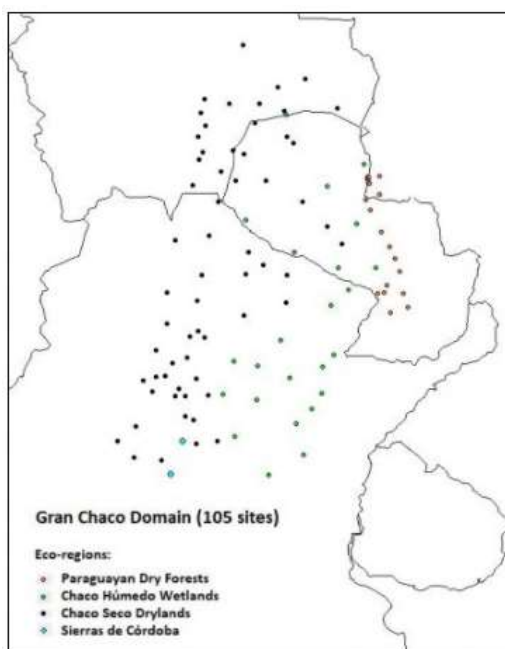 Gran Chaco Domain (105 sites)
Eco-regions:
Paraguayan Dry Forests
Chaco Húmedo Wetlands
Chaco Seco Drylands
Sierras de Córdoba